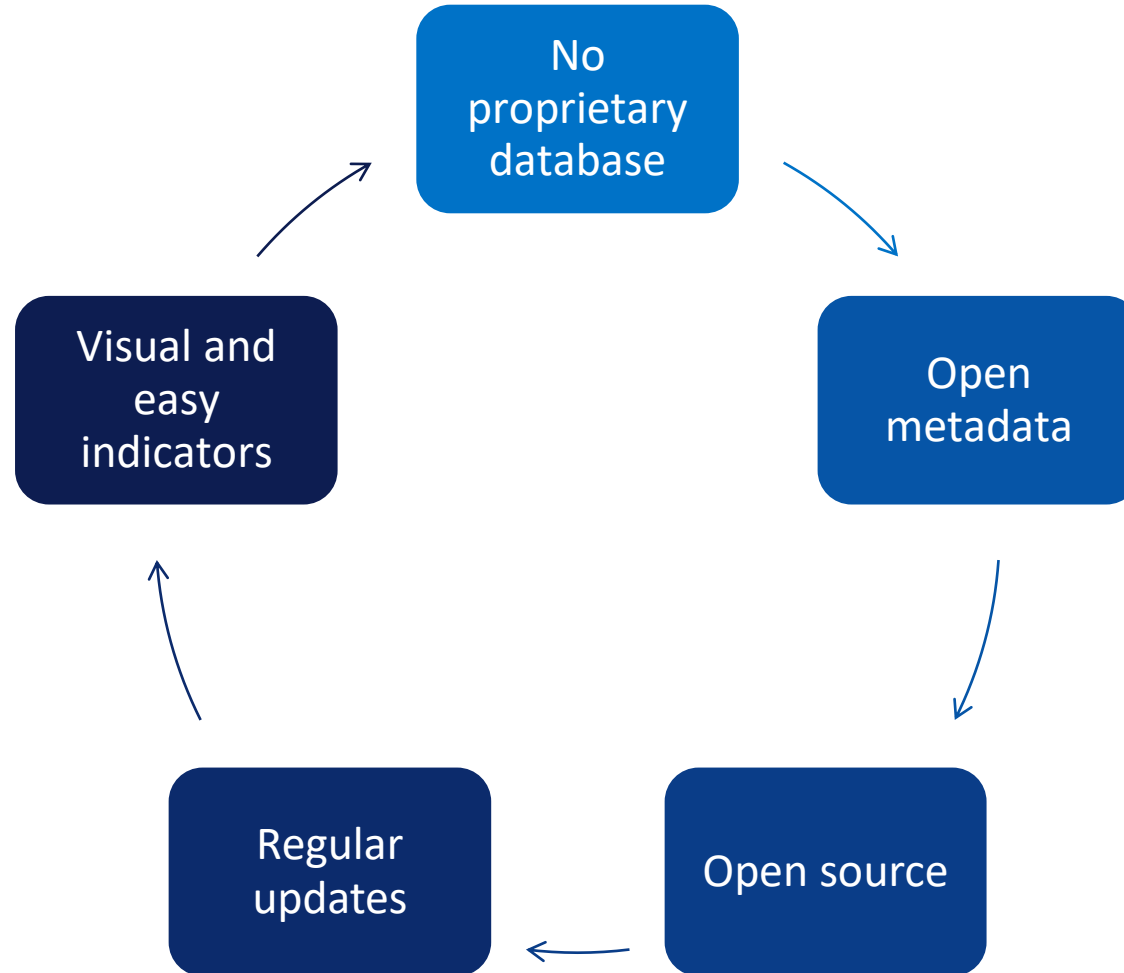 No
proprietary
database
Open
metadata
Open source
Regular
updates
Visual and
easy
indicators